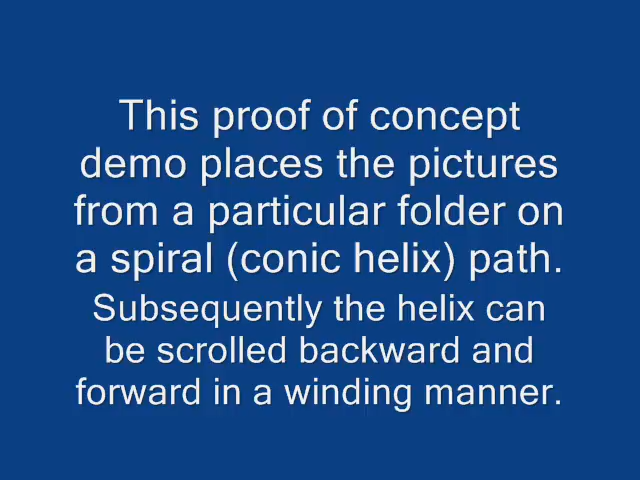 This proof of concept
demo places the pictures
from a particular folder on
a spiral (conic helix) path.
Subsequently the helix can
be scrolled backward and
forward in a winding manner.